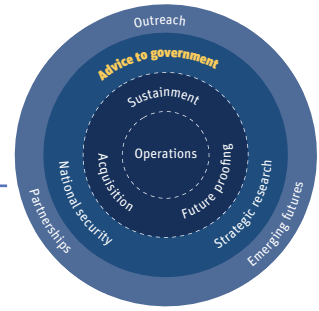 Outreach
Advice to government
Sustainment
Operations
Acquisition
Future proofing
National security
Strategic research
Partnerships
Emerging futures